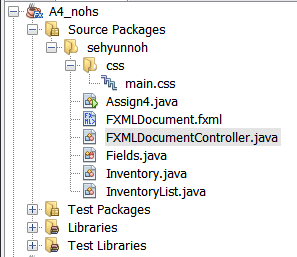 A4_nohs
Source Packages
sehyunnoh
css
main.css
Assign4.java
FXMLDocument.fxml
FXMLDocumentController.java
Fields.java
Inventory.java
InventoryList.java
Test Packages
Libraries
Test Libraries